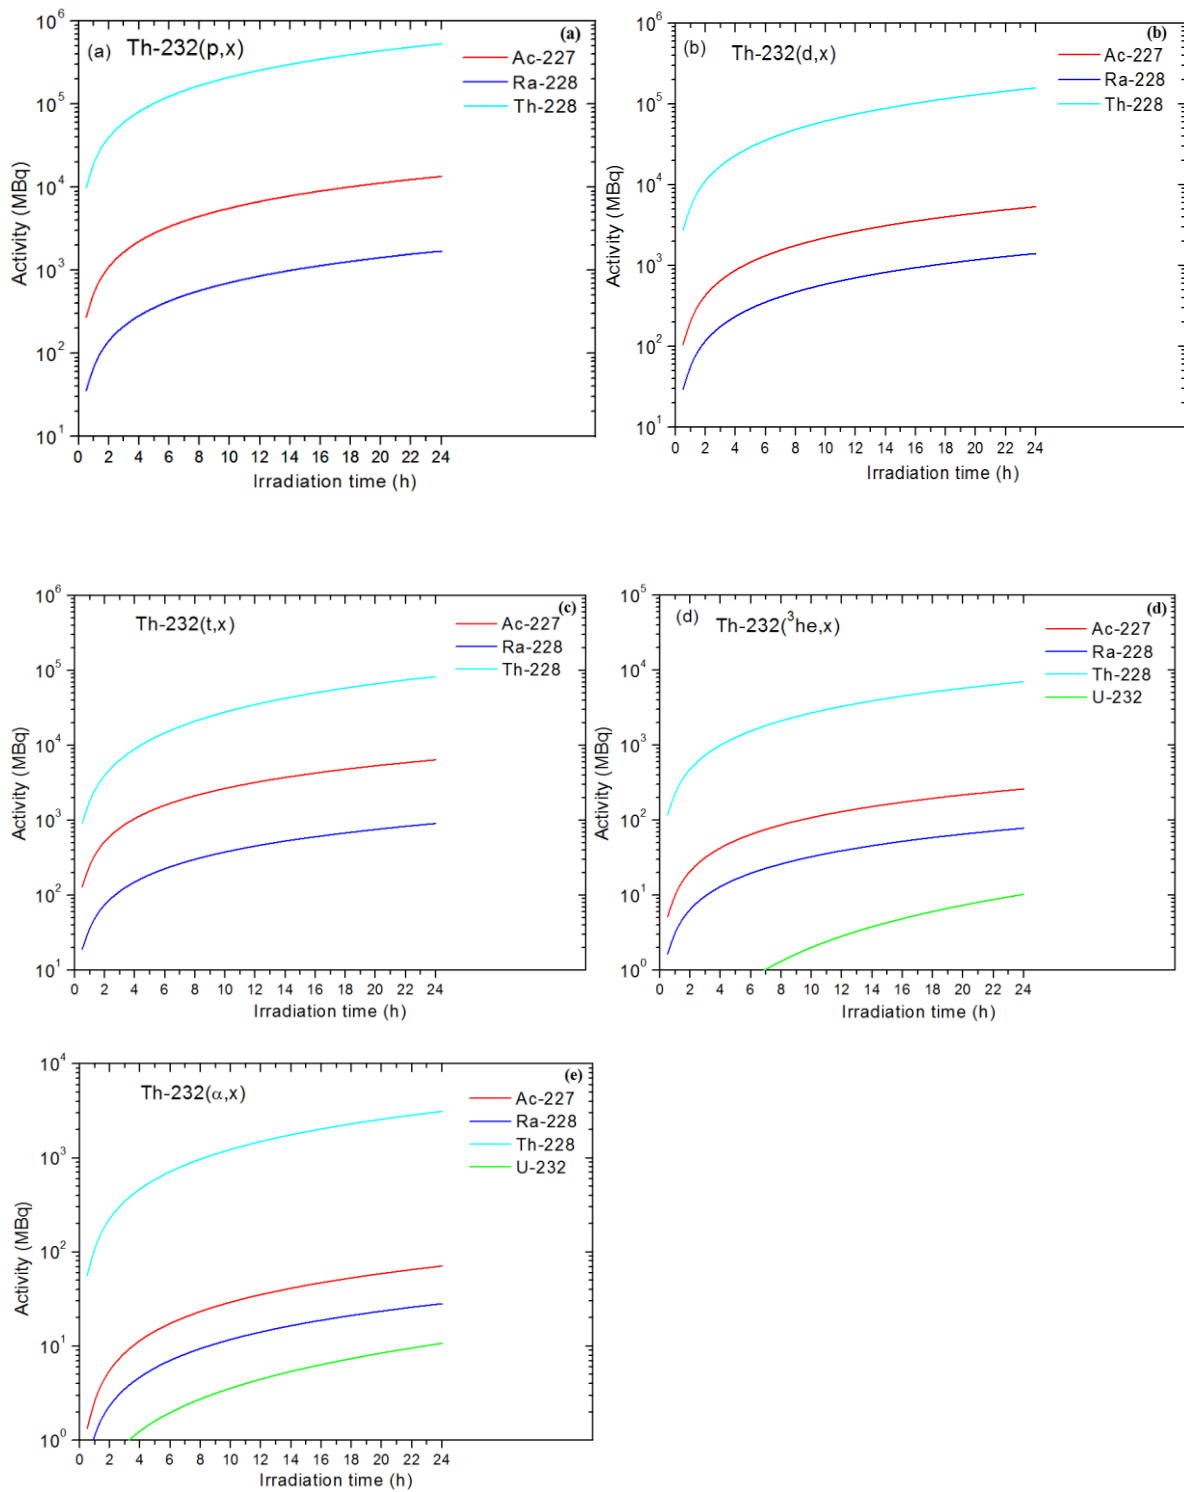 (a) Th-232(p,x) (a)
Ac-227
Ra-228
Th-228
10^6
10^5
10^4
10^3
10^2
10^1
Activity (MBq)
0 2 4 6 8 10 12 14 16 18 20 22 24
Irradiation time (h)
(b) Th-232(d,x) (b)
Ac-227
Ra-228
Th-228
10^6
10^5
10^4
10^3
10^2
10^1
Activity (MBq)
0 2 4 6 8 10 12 14 16 18 20 22 24
Irradiation time (h)
Th-232(t,x) (c)
Ac-227
Ra-228
Th-228
10^6
10^5
10^4
10^3
10^2
10^1
Activity (MBq)
0 2 4 6 8 10 12 14 16 18 20 22 24
Irradiation time (h)
(d) Th-232(³he,x) (d)
Ac-227
Ra-228
Th-228
U-232
10^5
10^4
10^3
10^2
10^1
10^0
Activity (MBq)
0 2 4 6 8 10 12 14 16 18 20 22 24
Irradiation time (h)
Th-232(α,x) (e)
Ac-227
Ra-228
Th-228
U-232
10^4
10^3
10^2
10^1
10^0
Activity (MBq)
0 2 4 6 8 10 12 14 16 18 20 22 24
Irradiation time (h)